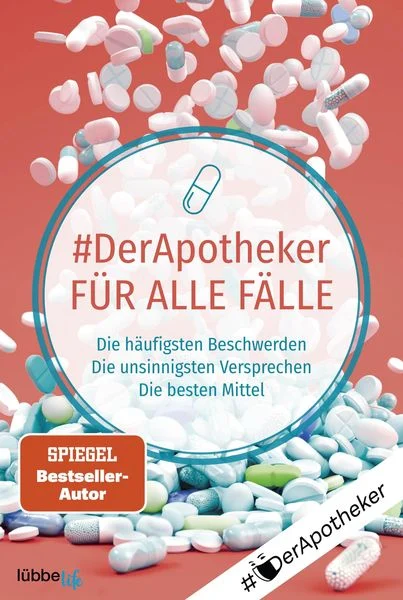 #DerApotheker
FÜR ALLE FÄLLE
Die häufigsten Beschwerden
Die unsinnigsten Versprechen
Die besten Mittel
SPIEGEL
Bestseller-
Autor
#DerApotheker
lübbe life